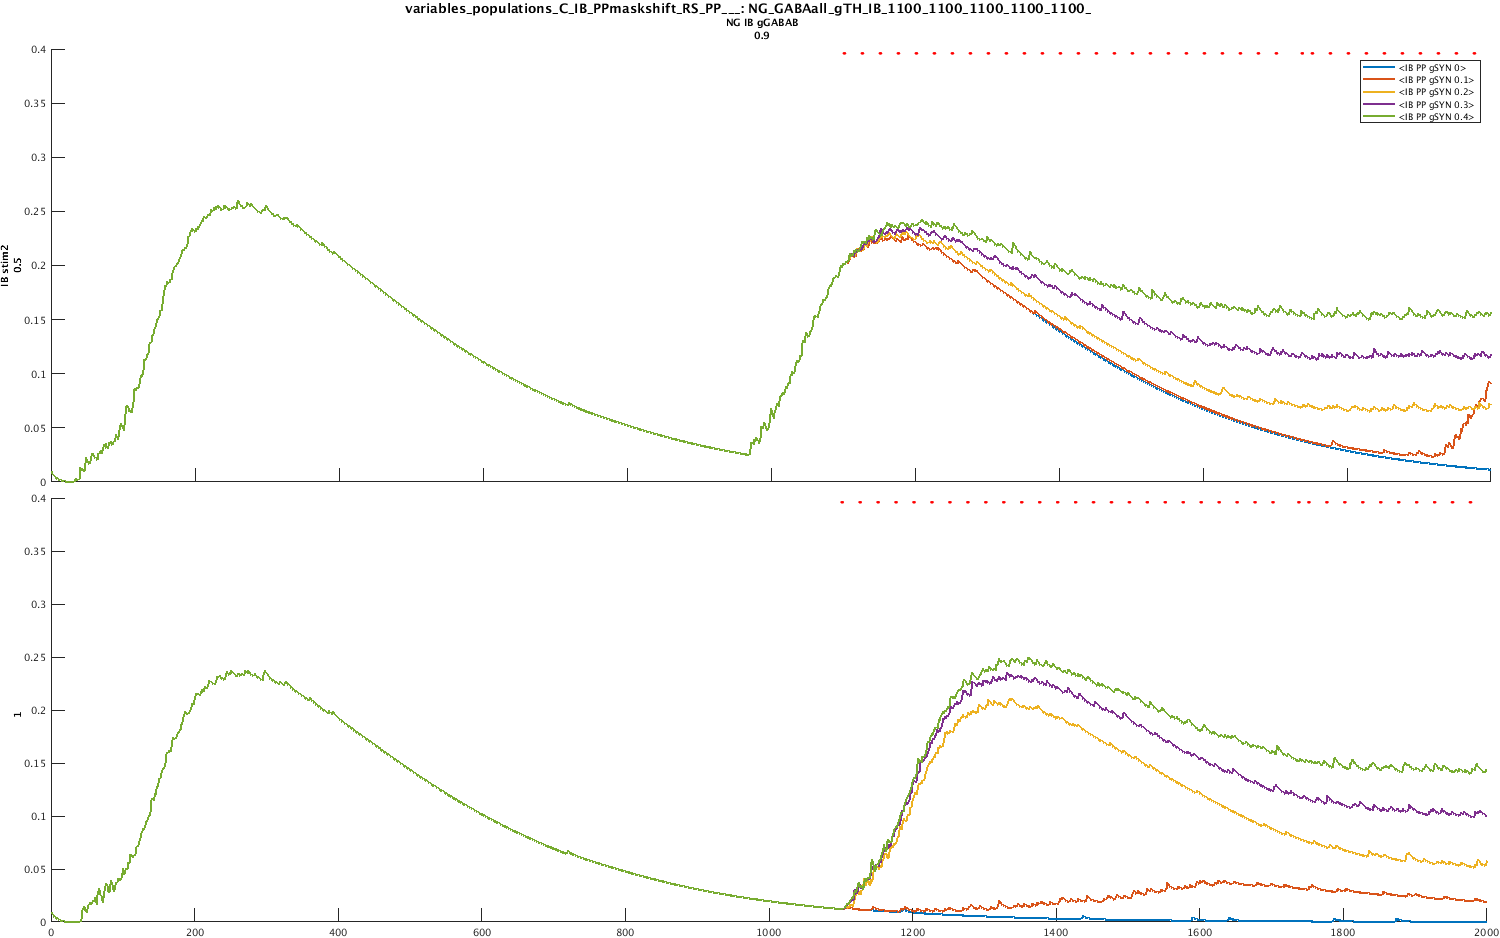 variables_populations_C_IB_PPmaskshift_RS_PP___: NG_GABAall_gTH_IB_1100_1100_1100_1100_1100_
NG IB gGABAB
0.9
0.4
0.35
0.3
0.25
0.2
0.15
0.1
0.05
0
IB stim2
0.5
<IB PP gSYN 0>
<IB PP gSYN 0.1>
<IB PP gSYN 0.2>
<IB PP gSYN 0.3>
<IB PP gSYN 0.4>
0.4
0.35
0.3
0.25
0.2
0.15
0.1
0.05
0
1
0 200 400 600 800 1000 1200 1400 1600 1800 2000